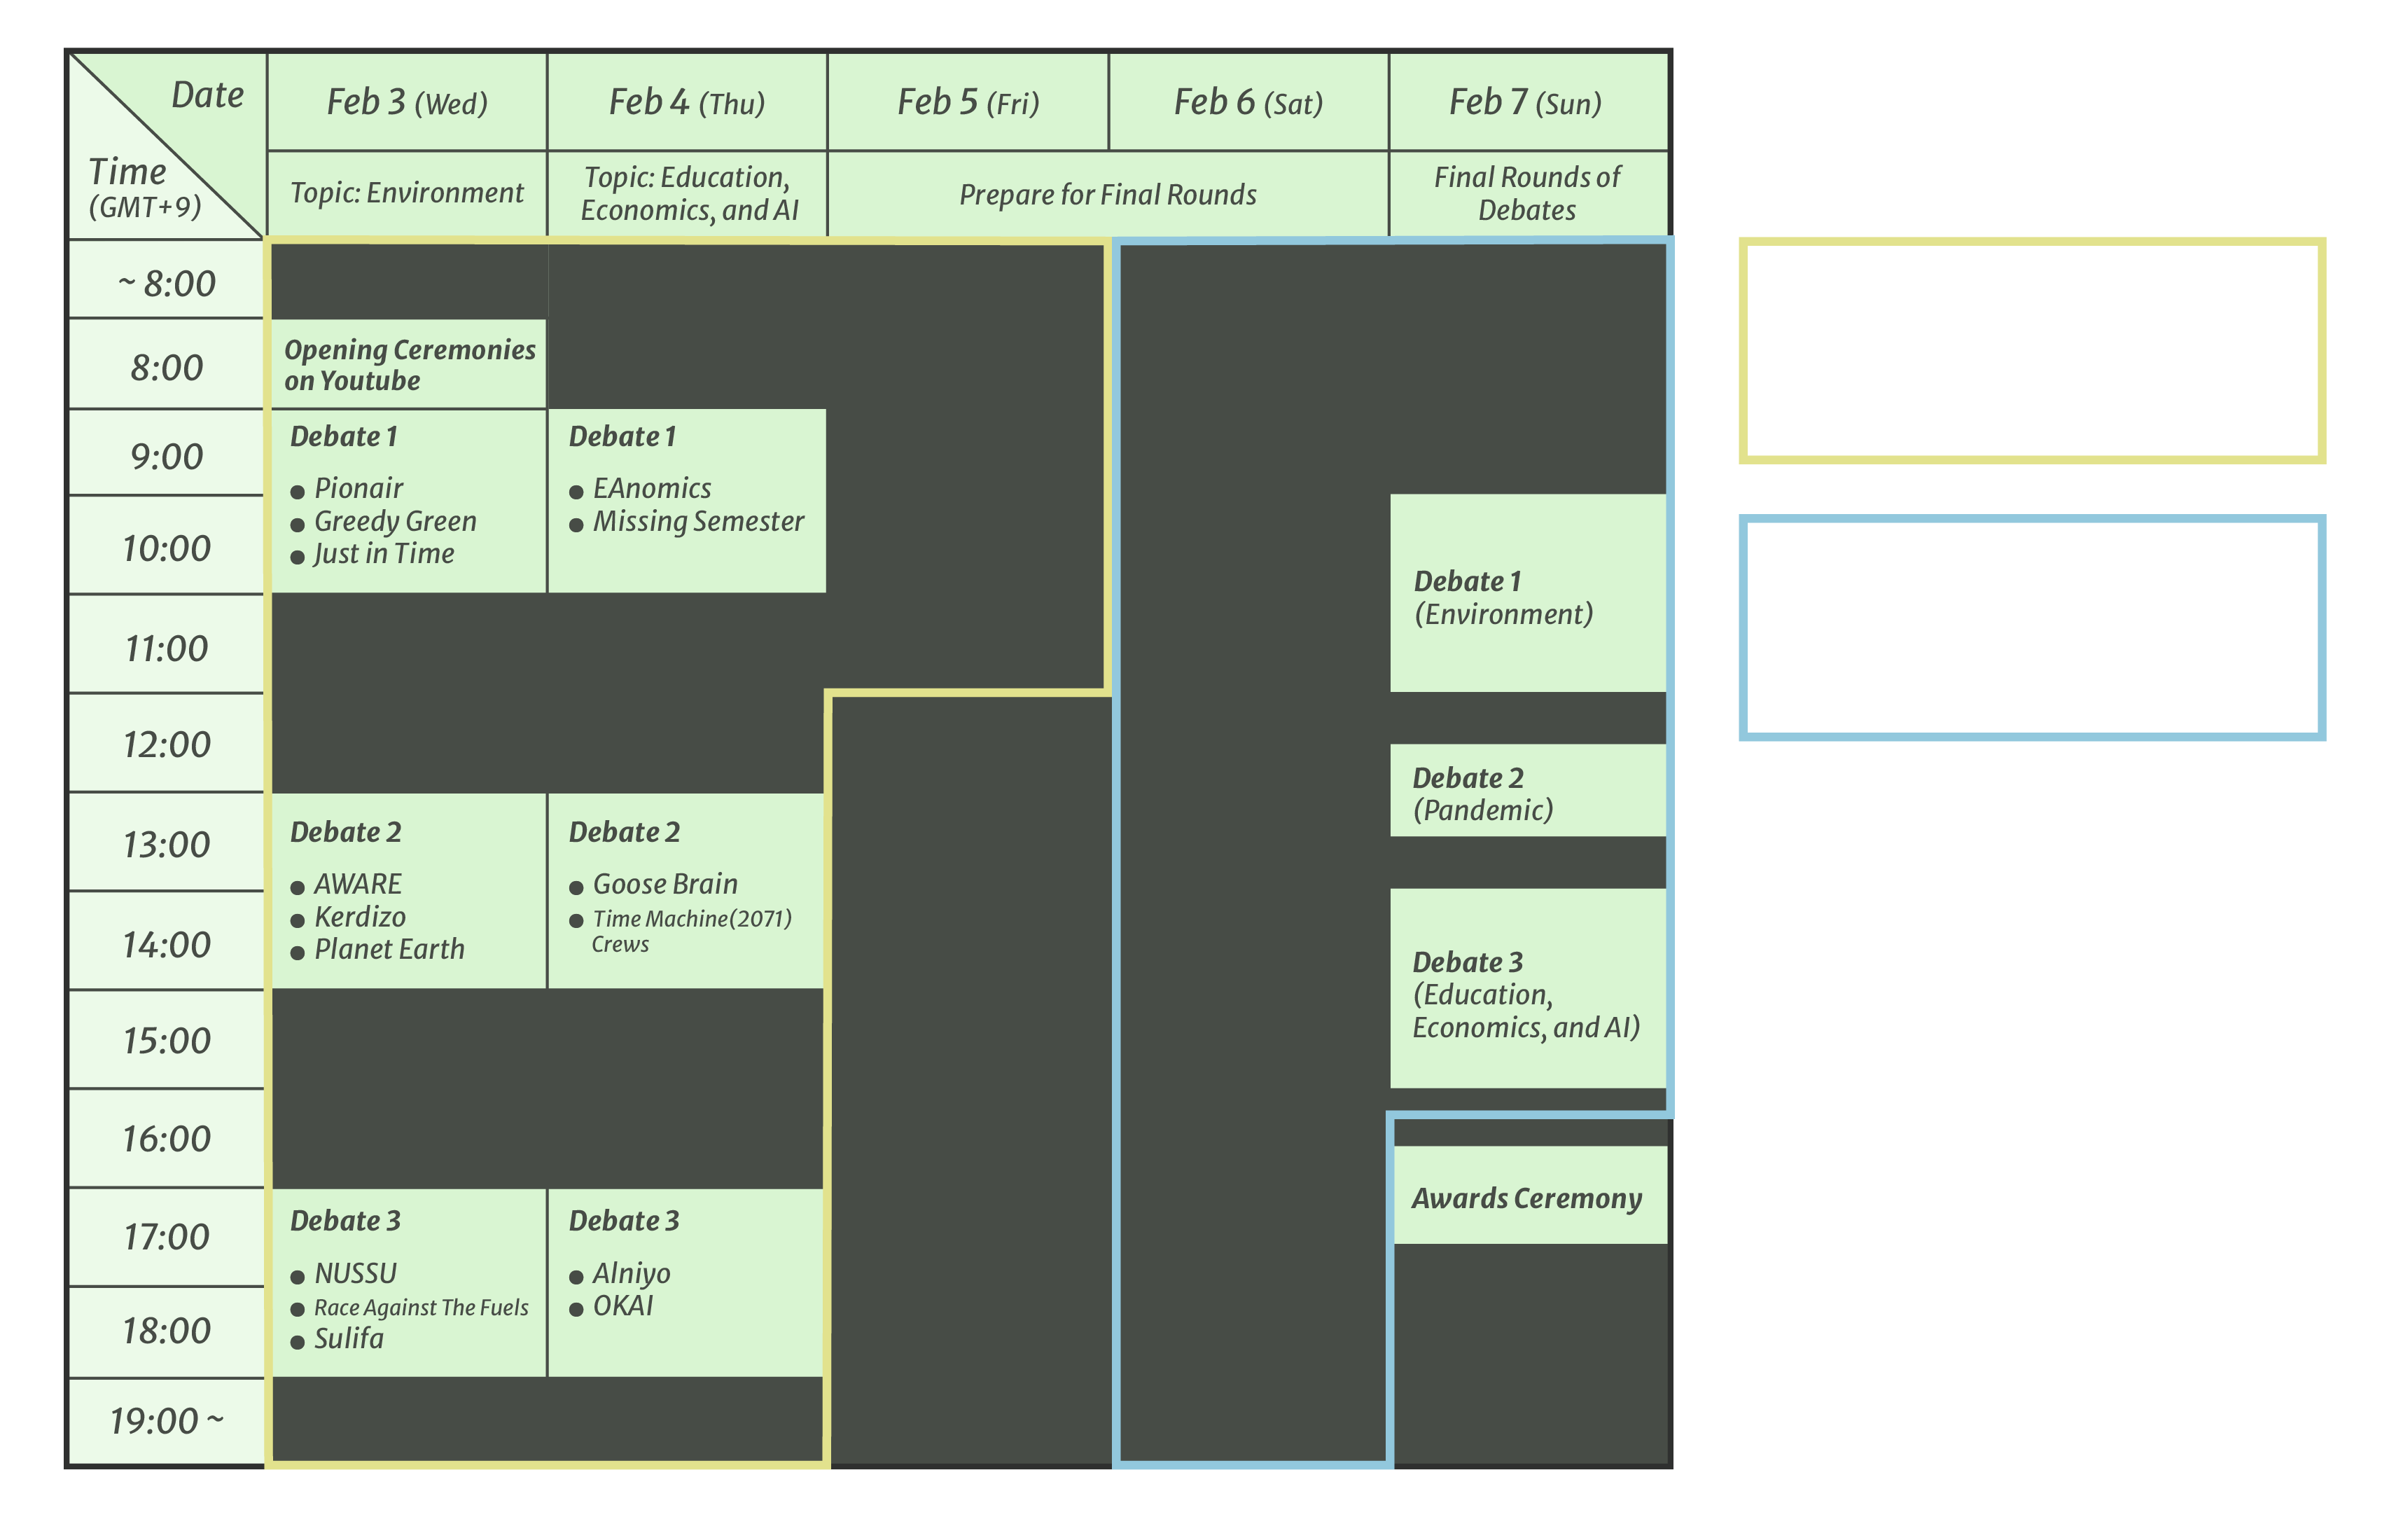 Date
Time
(GMT+9)
Feb 3 (Wed)
Feb 4 (Thu)
Feb 5 (Fri)
Feb 6 (Sat)
Feb 7 (Sun)
Topic: Environment
Topic: Education,
Economics, and AI
Prepare for Final Rounds
Final Rounds of
Debates
~ 8:00
8:00
9:00
10:00
11:00
12:00
13:00
14:00
15:00
16:00
17:00
18:00
19:00 ~
Opening Ceremonies
on Youtube
Debate 1
● Pionair
● Greedy Green
● Just in Time
Debate 2
● AWARE
● Kerdizo
● Planet Earth
Debate 3
● NUSSU
● Race Against The Fuels
● Sulifa
Debate 1
● EAnomics
● Missing Semester
Debate 2
● Goose Brain
● Time Machine(2071)
Crews
Debate 3
● Alniyo
● OKAI
Debate 1
(Environment)
Debate 2
(Pandemic)
Debate 3
(Education,
Economics, and AI)
Awards Ceremony